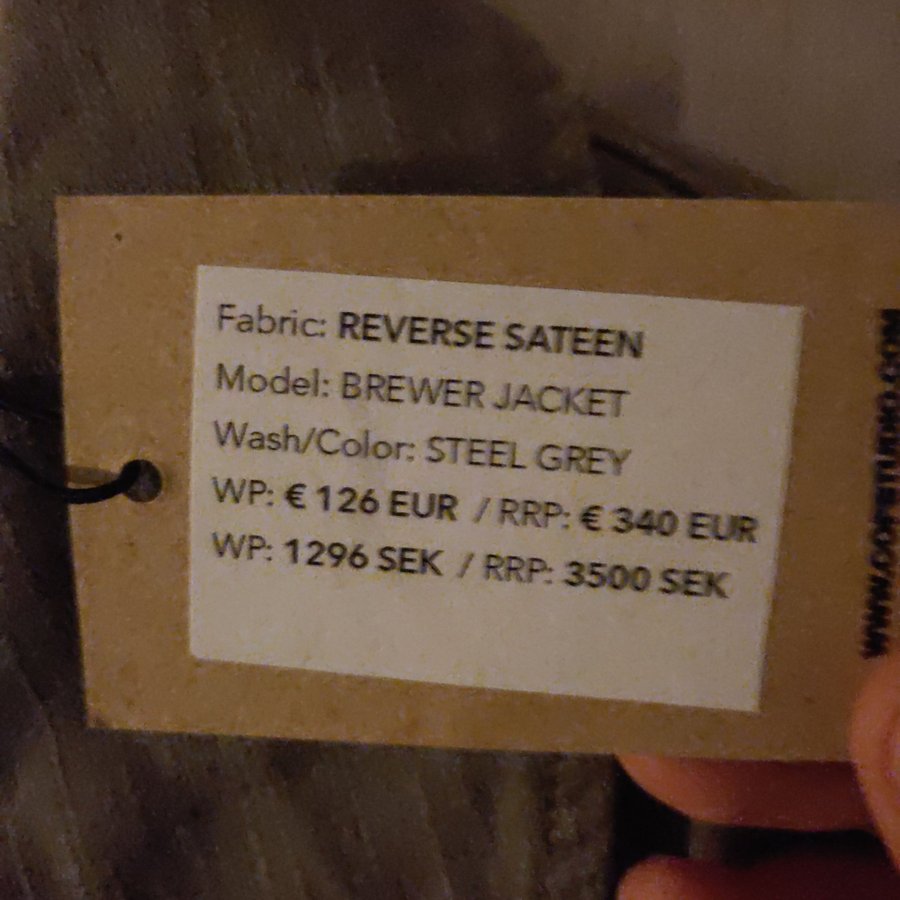 Fabric: REVERSE SATEEN
Model: BREWER JACKET
Wash/Color: STEEL GREY
WP: € 126 EUR / RRP: € 340 EUR
WP: 1296 SEK / RRP: 3500 SEK